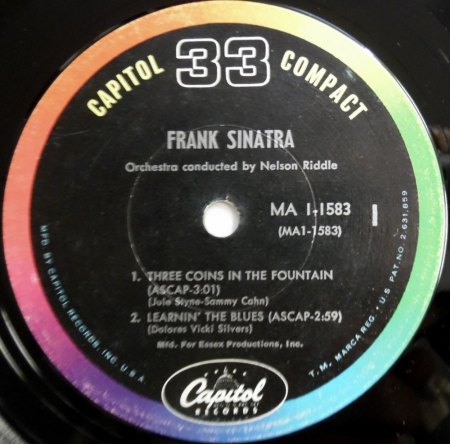 CAPITOL 33 COMPACT
FRANK SINATRA
Orchestra conducted by Nelson Riddle
MA 1-1583
1
(MA1-1583)
1. THREE COINS IN THE FOUNTAIN
(ASCAP-3:01)
(Jule Styne-Sammy Cahn)
2. LEARNIN' THE BLUES (ASCAP-2:59)
(Dolores Vicki Silvers)
Mfd. For Essex Productions, Inc.
MFD. BY CAPITOL RECORDS, INC. U.S.A.
T.M. MARCA REG. • U.S. PAT. NO. 2,631,859
Capitol
RECORDS